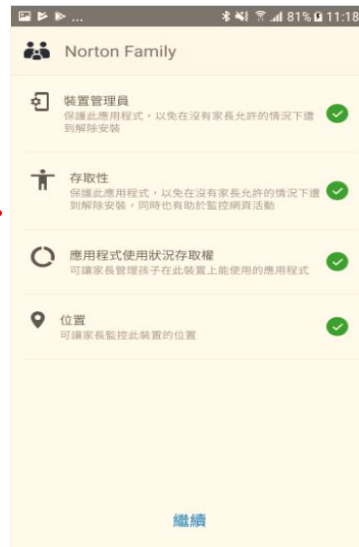 ... 81% 11:18
Norton Family
裝置管理員
保護此應用程式，以免在沒有家長允許的情況下遭
到解除安裝
存取性
保護此應用程式，以免在沒有家長允許的情況下遭
到解除安裝，同時也有助於監控網頁活動
應用程式使用狀況存取權
可讓家長管理孩子在此裝置上能使用的應用程式
位置
可讓家長監控此裝置的位置
繼續